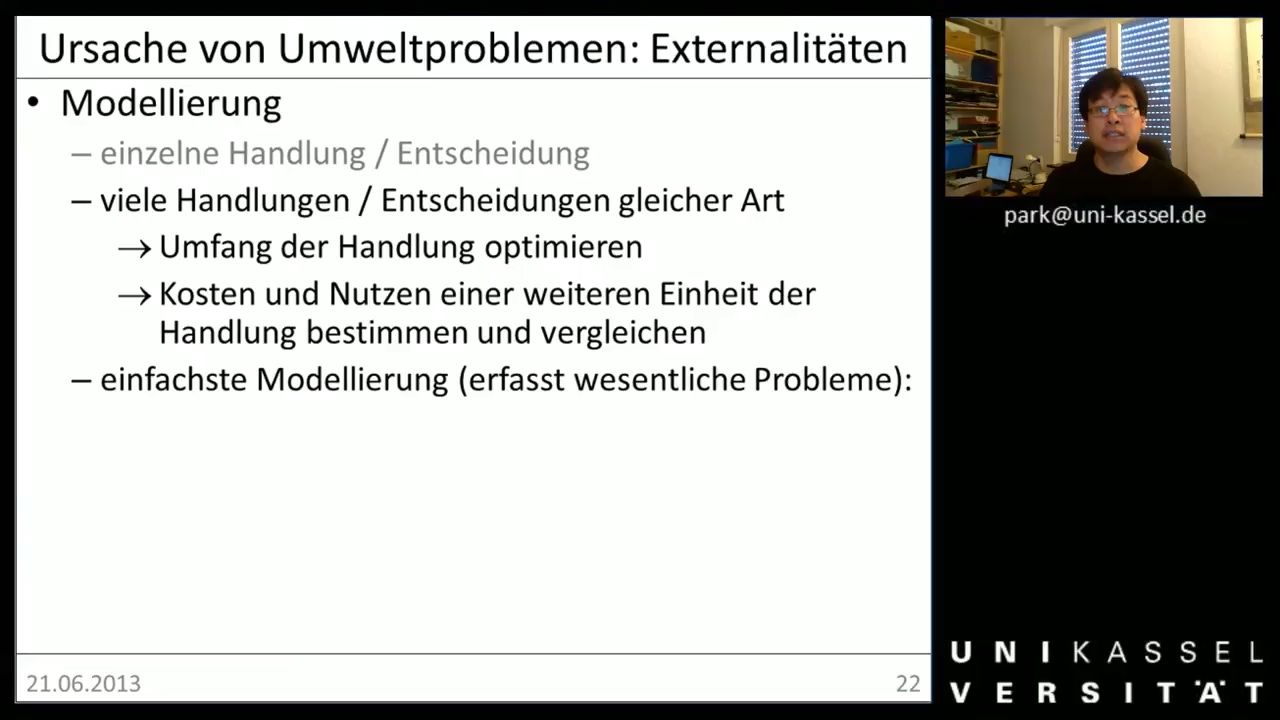 Ursache von Umweltproblemen: Externalitäten
• Modellierung
– einzelne Handlung / Entscheidung
– viele Handlungen / Entscheidungen gleicher Art
→ Umfang der Handlung optimieren
→ Kosten und Nutzen einer weiteren Einheit der
Handlung bestimmen und vergleichen
– einfachste Modellierung (erfasst wesentliche Probleme):
21.06.2013
22
park@uni-kassel.de
UNIKASSEL
VERSITÄT